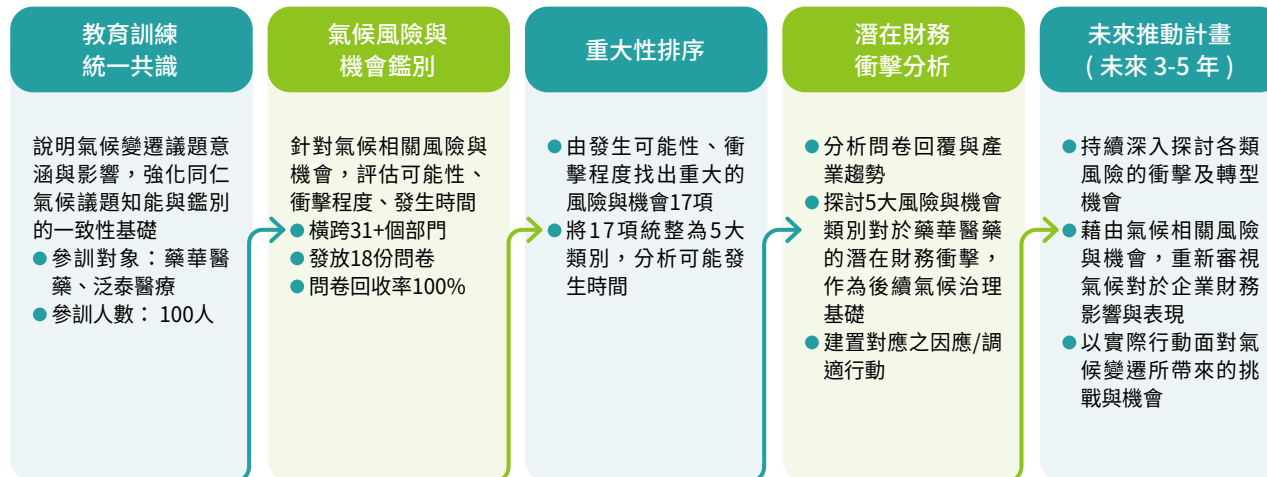 教育訓練
統一共識
說明氣候變遷議題意
涵與影響，強化同仁
氣候議題知能與鑑別
的一致性基礎
●參訓對象：藥華醫
藥、泛泰醫療
●參訓人數： 100人
氣候風險與
機會鑑別
針對氣候相關風險與
機會，評估可能性、
衝擊程度、發生時間
●橫跨31+個部門
●發放18份問卷
●問卷回收率100%
重大性排序
●由發生可能性、衝
擊程度找出重大的
風險與機會17項
●將17項統整為5大
類別，分析可能發
生時間
潛在財務
衝擊分析
●分析問卷回覆與產
業趨勢
●探討5大風險與機會
類別對於藥華醫藥
的潛在財務衝擊，
作為後續氣候治理
基礎
●建置對應之因應/調
適行動
未來推動計畫
( 未來 3-5 年 )
●持續深入探討各類
風險的衝擊及轉型
機會
●藉由氣候相關風險
與機會，重新審視
氣候對於企業財務
影響與表現
●以實際行動面對氣
候變遷所帶來的挑
戰與機會